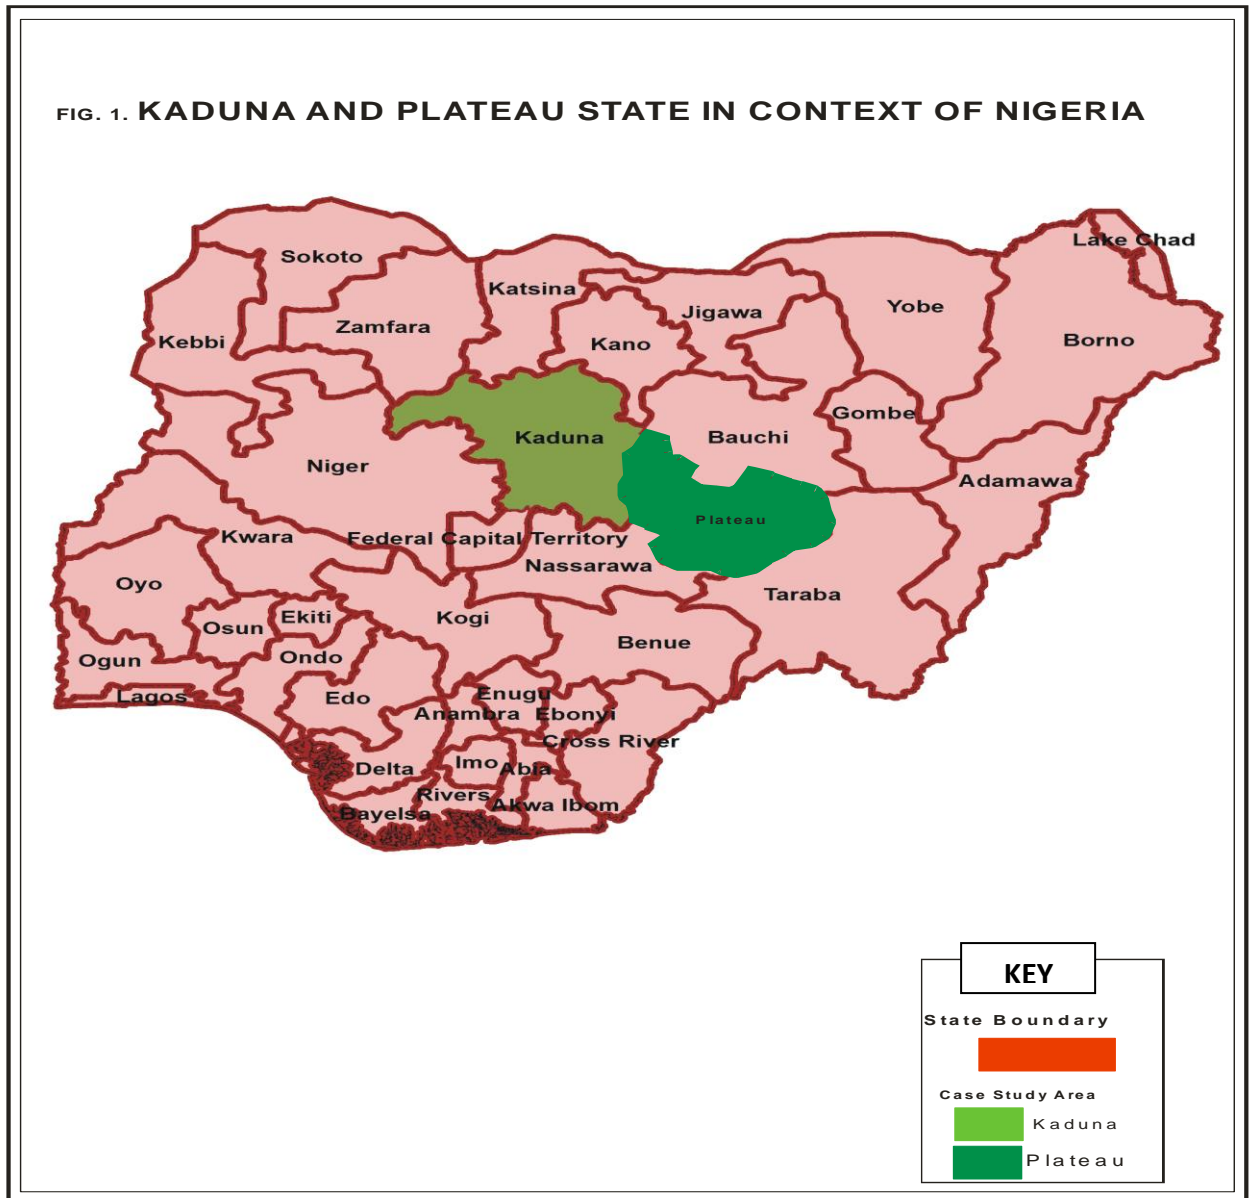 FIG. 1. KADUNA AND PLATEAU STATE IN CONTEXT OF NIGERIA
Lake Chad
Sokoto
Katsina
Zamfara
Jigawa
Yobe
Kebbi
Kano
Borno
Gombe
Kaduna
Bauchi
Niger
Adamawa
Plateau
Kwara
Federal Capital Territory
Nassarawa
Oyo
Taraba
Osun
Ekiti
Kogi
Benue
Ogun
Ondo
Lagos
Edo
Enugu
Anambra
Ebonyi
Cross River
Delta
Imo
Abia
Rivers
Akwa Ibom
Bayelsa
KEY
State Boundary
Case Study Area
Kaduna
Plateau